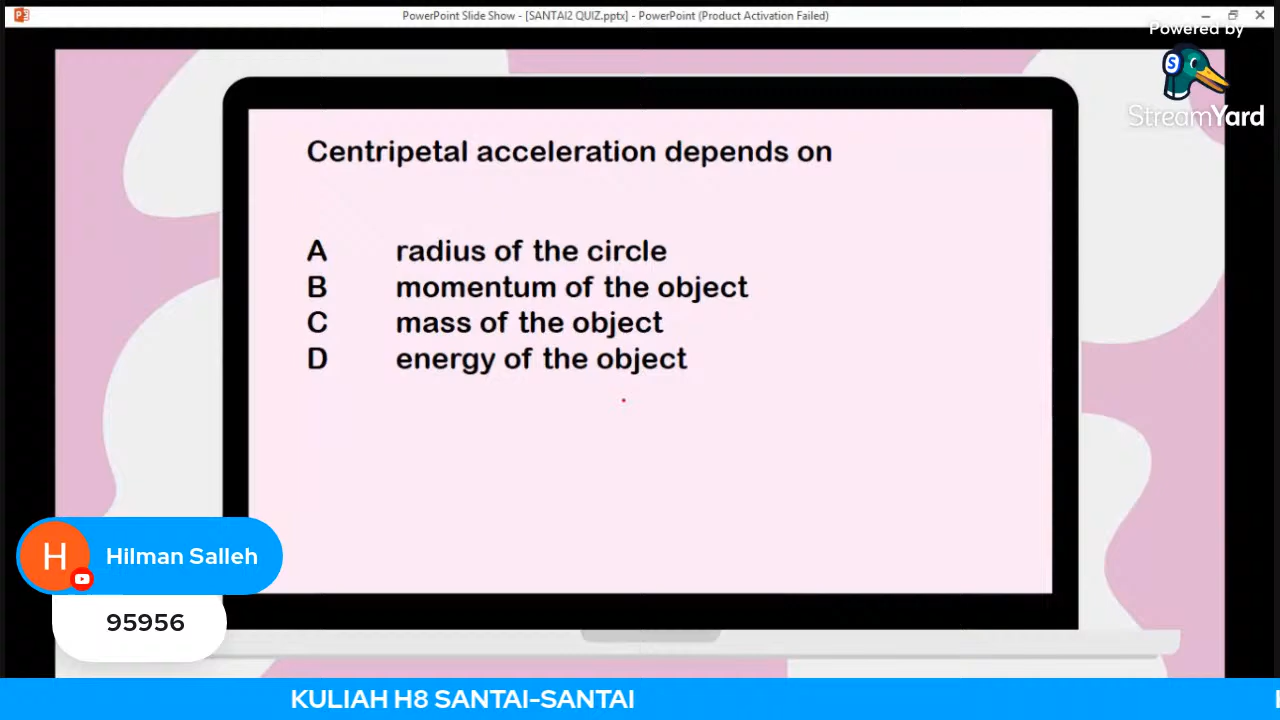 PowerPoint Slide Show - [SANTAI2 QUIZ.pptx] - PowerPoint (Product Activation Failed)
Powered by
StreamYard
Centripetal acceleration depends on
A radius of the circle
B momentum of the object
C mass of the object
D energy of the object
H Hilman Salleh
95956
KULIAH H8 SANTAI-SANTAI